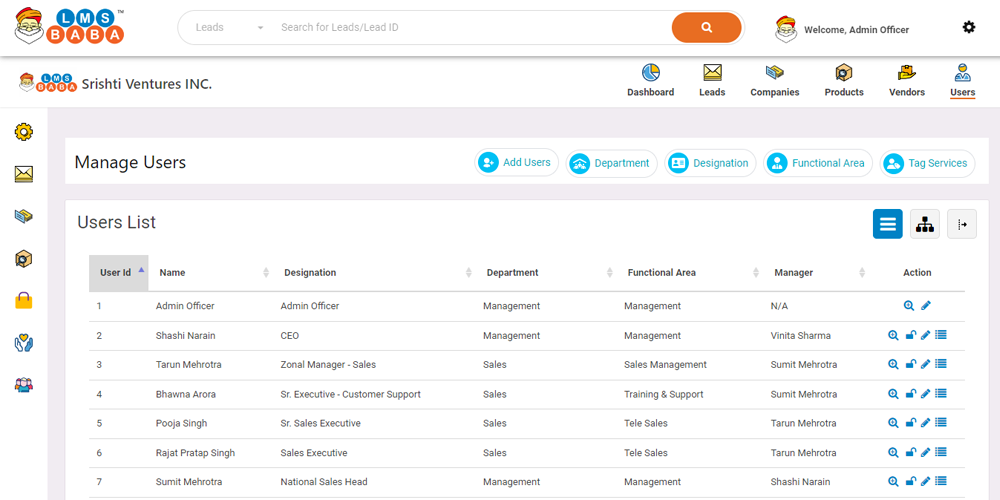 LMS BABA ™
Leads Search for Leads/Lead ID Welcome, Admin Officer
LMS BABA Srishti Ventures INC. Dashboard Leads Companies Products Vendors Users
Manage Users Add Users Department Designation Functional Area Tag Services
Users List
User Id Name Designation Department Functional Area Manager Action
1 Admin Officer Admin Officer Management Management N/A
2 Shashi Narain CEO Management Management Vinita Sharma
3 Tarun Mehrotra Zonal Manager - Sales Sales Sales Management Sumit Mehrotra
4 Bhawna Arora Sr. Executive - Customer Support Sales Training & Support Sumit Mehrotra
5 Pooja Singh Sr. Sales Executive Sales Tele Sales Tarun Mehrotra
6 Rajat Pratap Singh Sales Executive Sales Tele Sales Tarun Mehrotra
7 Sumit Mehrotra National Sales Head Sales Management Shashi Narain